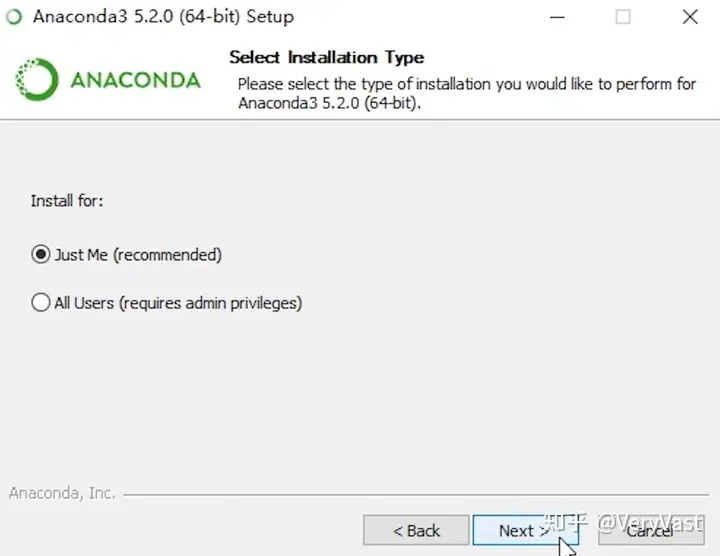 Anaconda3 5.2.0 (64-bit) Setup
ANACONDA
Select Installation Type
Please select the type of installation you would like to perform for
Anaconda3 5.2.0 (64-bit).
Install for:
Just Me (recommended)
All Users (requires admin privileges)
Anaconda, Inc.
< Back
Next >
Cancel
知乎 @VeryVast